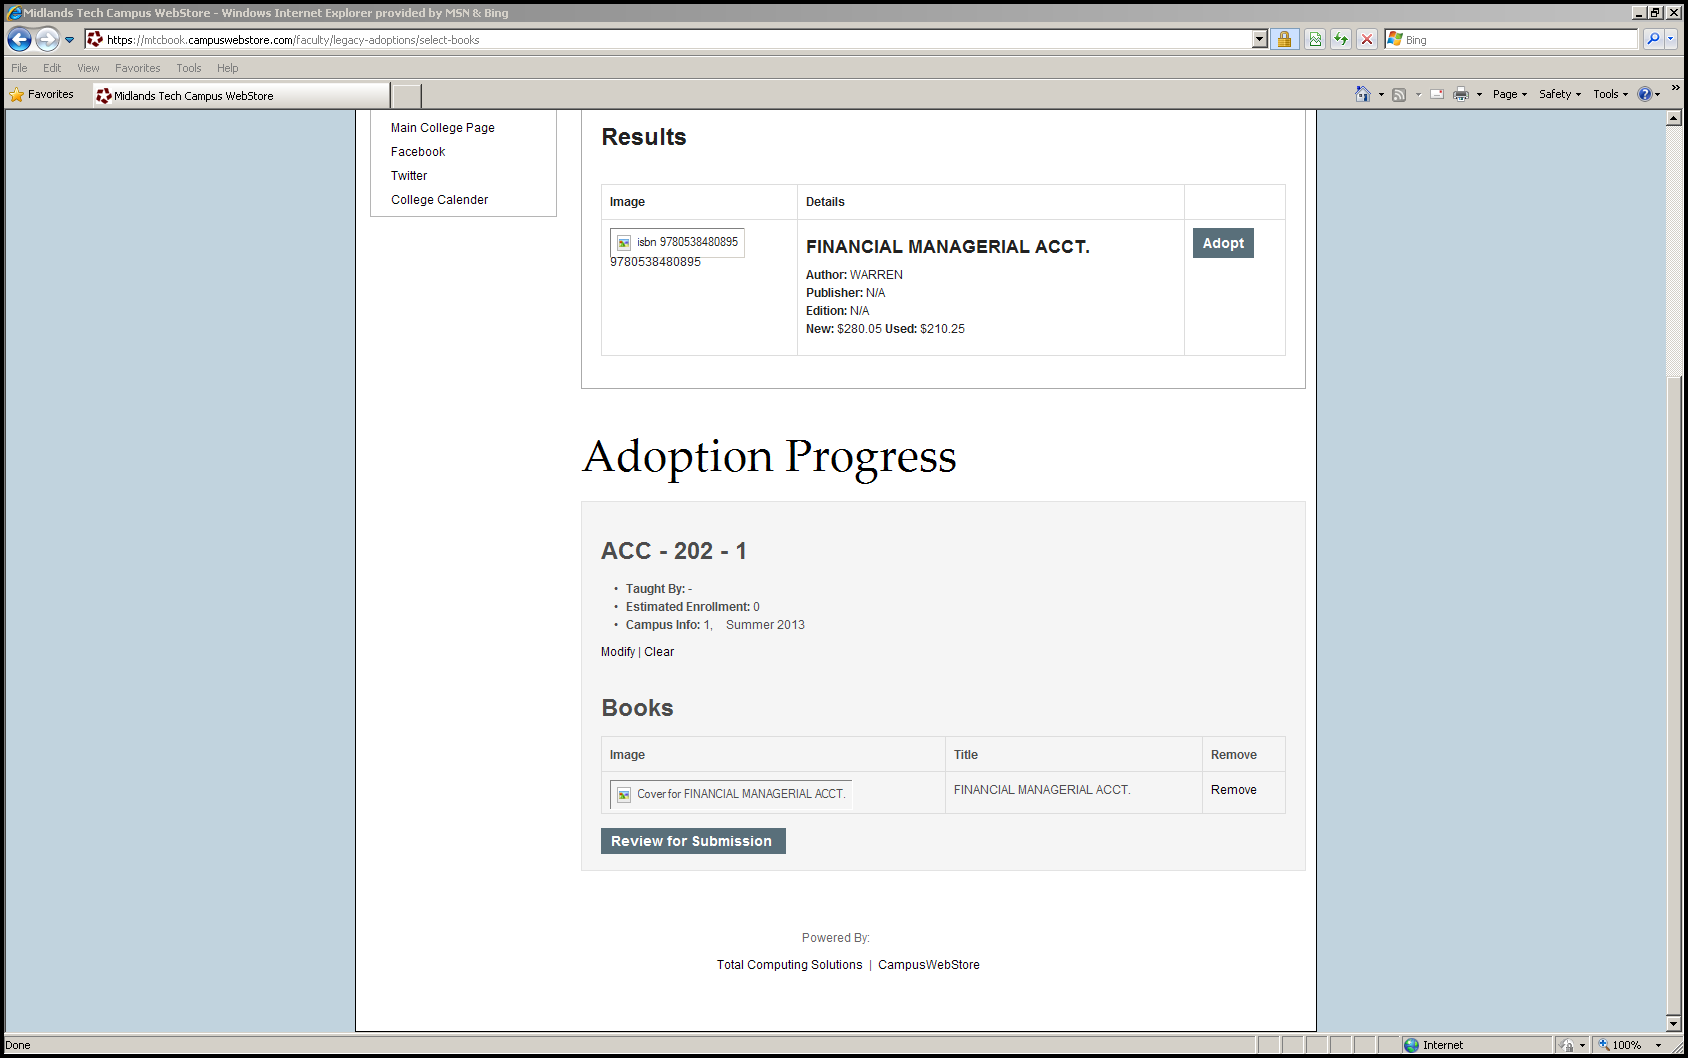 Midlands Tech Campus WebStore - Windows Internet Explorer provided by MSN & Bing
https://mtcbook.campuswebstore.com/faculty/legacy-adoptions/select-books
Bing
File Edit View Favorites Tools Help
Favorites
Midlands Tech Campus WebStore
Page Safety Tools
Main College Page
Facebook
Twitter
College Calender
Results
Image Details
isbn 9780538480895
9780538480895
FINANCIAL MANAGERIAL ACCT.
Author: WARREN
Publisher: N/A
Edition: N/A
New: $280.05 Used: $210.25
Adopt
Adoption Progress
ACC - 202 - 1
• Taught By: -
• Estimated Enrollment: 0
• Campus Info: 1, Summer 2013
Modify | Clear
Books
Image Title Remove
Cover for FINANCIAL MANAGERIAL ACCT. FINANCIAL MANAGERIAL ACCT. Remove
Review for Submission
Powered By:
Total Computing Solutions | CampusWebStore
Done
Internet
100%